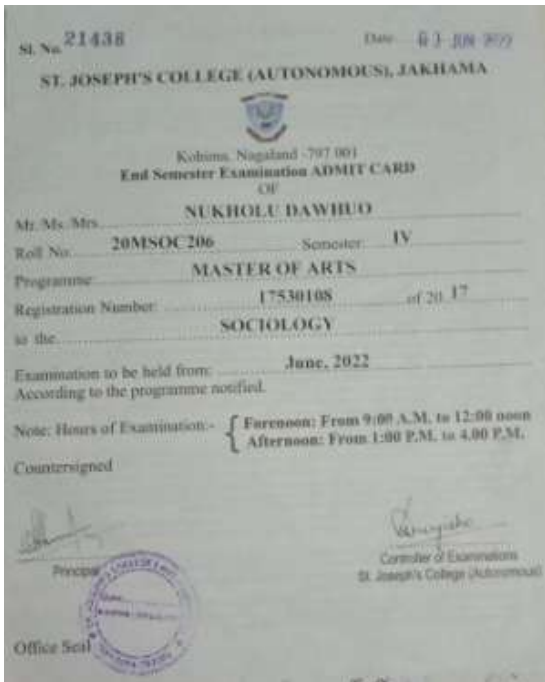 Sl. No. 21438
Date 03 JUN 2022
ST. JOSEPH'S COLLEGE (AUTONOMOUS), JAKHAMA
Kohima, Nagaland -797 001
End Semester Examination ADMIT CARD
OF
Mr./Ms./Mrs. NUKHOLU DAWHUO
Roll No. 20MSOC206 Semester: IV
Programme: MASTER OF ARTS
Registration Number: 17530108 of 20 17
to the SOCIOLOGY
Examination to be held from: June, 2022
According to the programme notified.
Note: Hours of Examination:- { Forenoon: From 9:00 A.M. to 12:00 noon
Afternoon: From 1:00 P.M. to 4.00 P.M.
Countersigned
Principal
Controller of Examinations
St. Joseph's College (Autonomous)
Office Seal